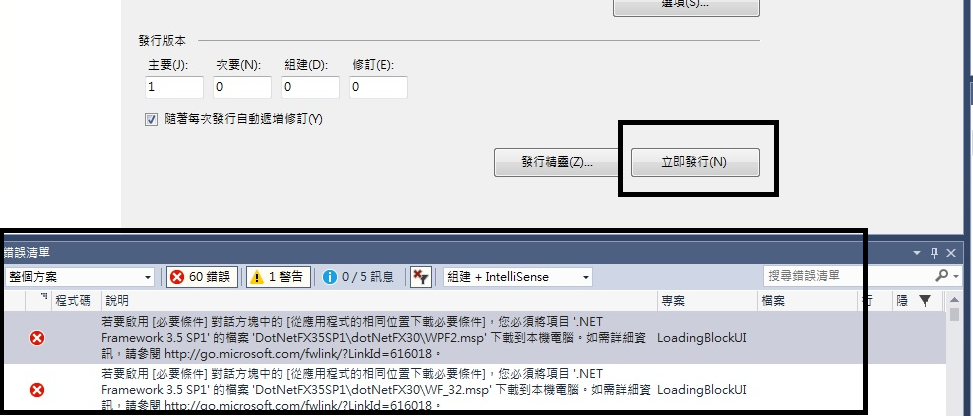 選項(S)...
發行版本
主要(J): 次要(N): 組建(D): 修訂(E):
1 0 0 0
隨著每次發行自動遞增修訂(Y)
發行精靈(Z)... 立即發行(N)
錯誤清單
整個方案 60 錯誤 1 警告 0 / 5 訊息 組建 + IntelliSense 搜尋錯誤清單
程式碼 說明 專案 檔案 行 隱
若要啟用 [必要條件] 對話方塊中的 [從應用程式的相同位置下載必要條件]，您必須將項目 '.NET
Framework 3.5 SP1' 的檔案 'DotNetFX35SP1\dotNetFX30\WPF2.msp' 下載到本機電腦。如需詳細資 LoadingBlockUI
訊，請參閱 http://go.microsoft.com/fwlink/?LinkId=616018。
若要啟用 [必要條件] 對話方塊中的 [從應用程式的相同位置下載必要條件]，您必須將項目 '.NET
Framework 3.5 SP1' 的檔案 'DotNetFX35SP1\dotNetFX30\WF_32.msp' 下載到本機電腦。如需詳細資 LoadingBlockUI
訊，請參閱 http://go.microsoft.com/fwlink/?LinkId=616018。